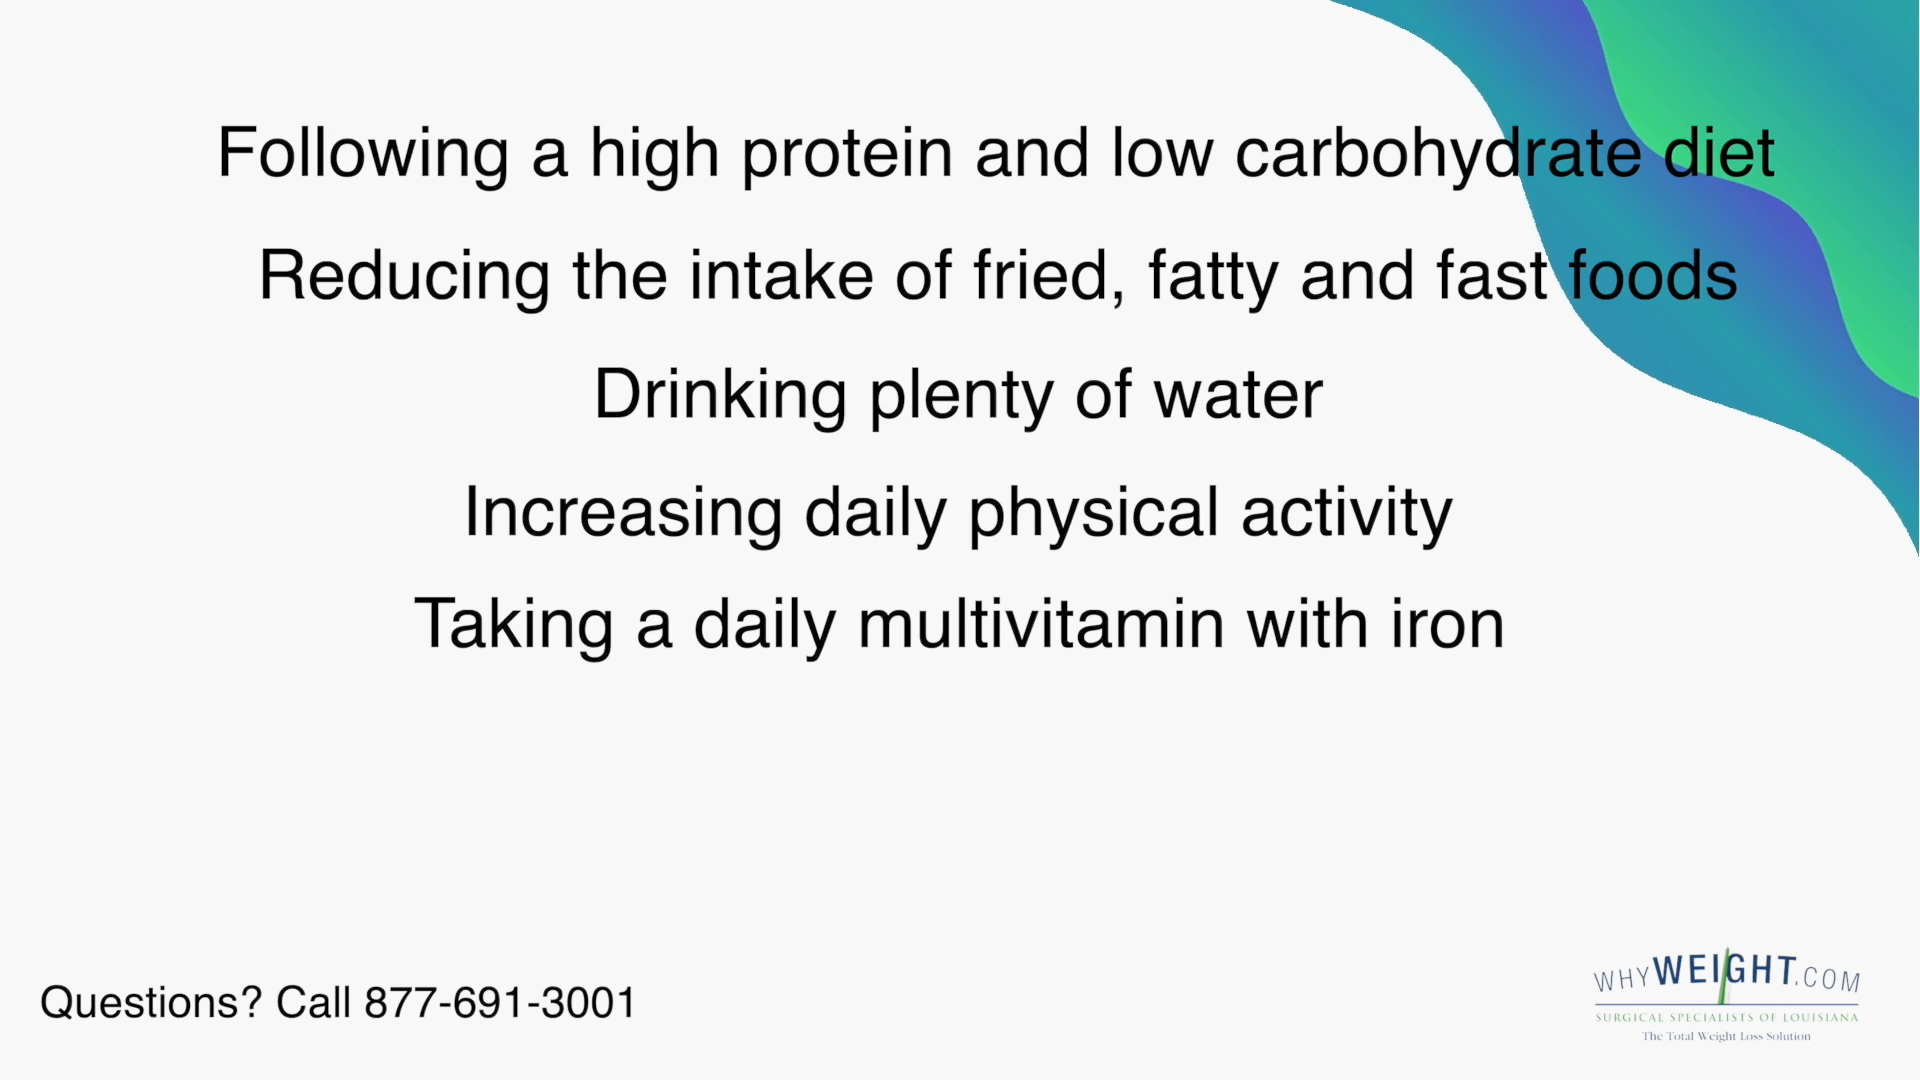 Following a high protein and low carbohydrate diet
Reducing the intake of fried, fatty and fast foods
Drinking plenty of water
Increasing daily physical activity
Taking a daily multivitamin with iron
Questions? Call 877-691-3001
WHYWEIGHT.COM
SURGICAL SPECIALISTS OF LOUISIANA
The Total Weight Loss Solution